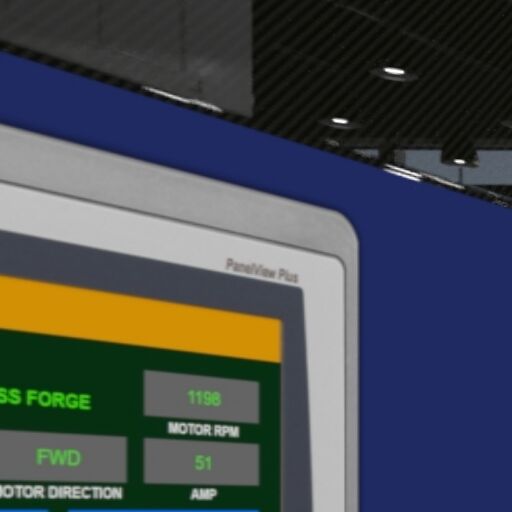 PanelView Plus
SS FORGE
1198
MOTOR RPM
FWD
51
MOTOR DIRECTION
AMP